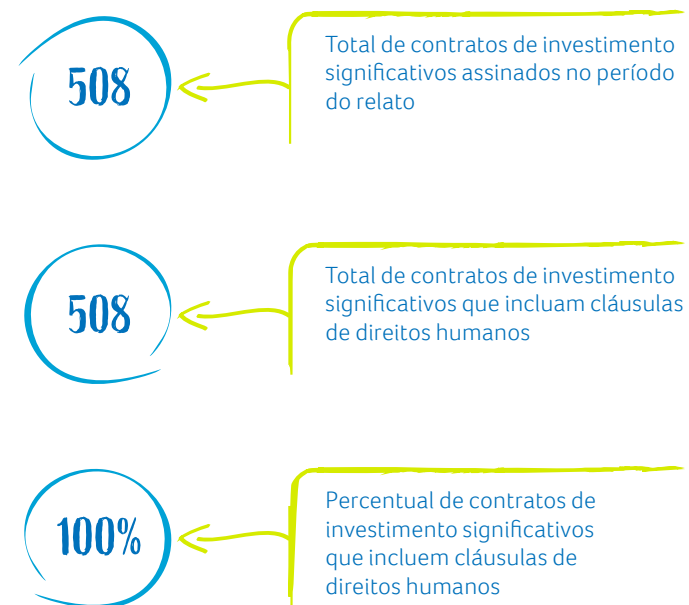 508
Total de contratos de investimento
significativos assinados no período
do relato
508
Total de contratos de investimento
significativos que incluam cláusulas
de direitos humanos
100%
Percentual de contratos de
investimento significativos
que incluem cláusulas de
direitos humanos